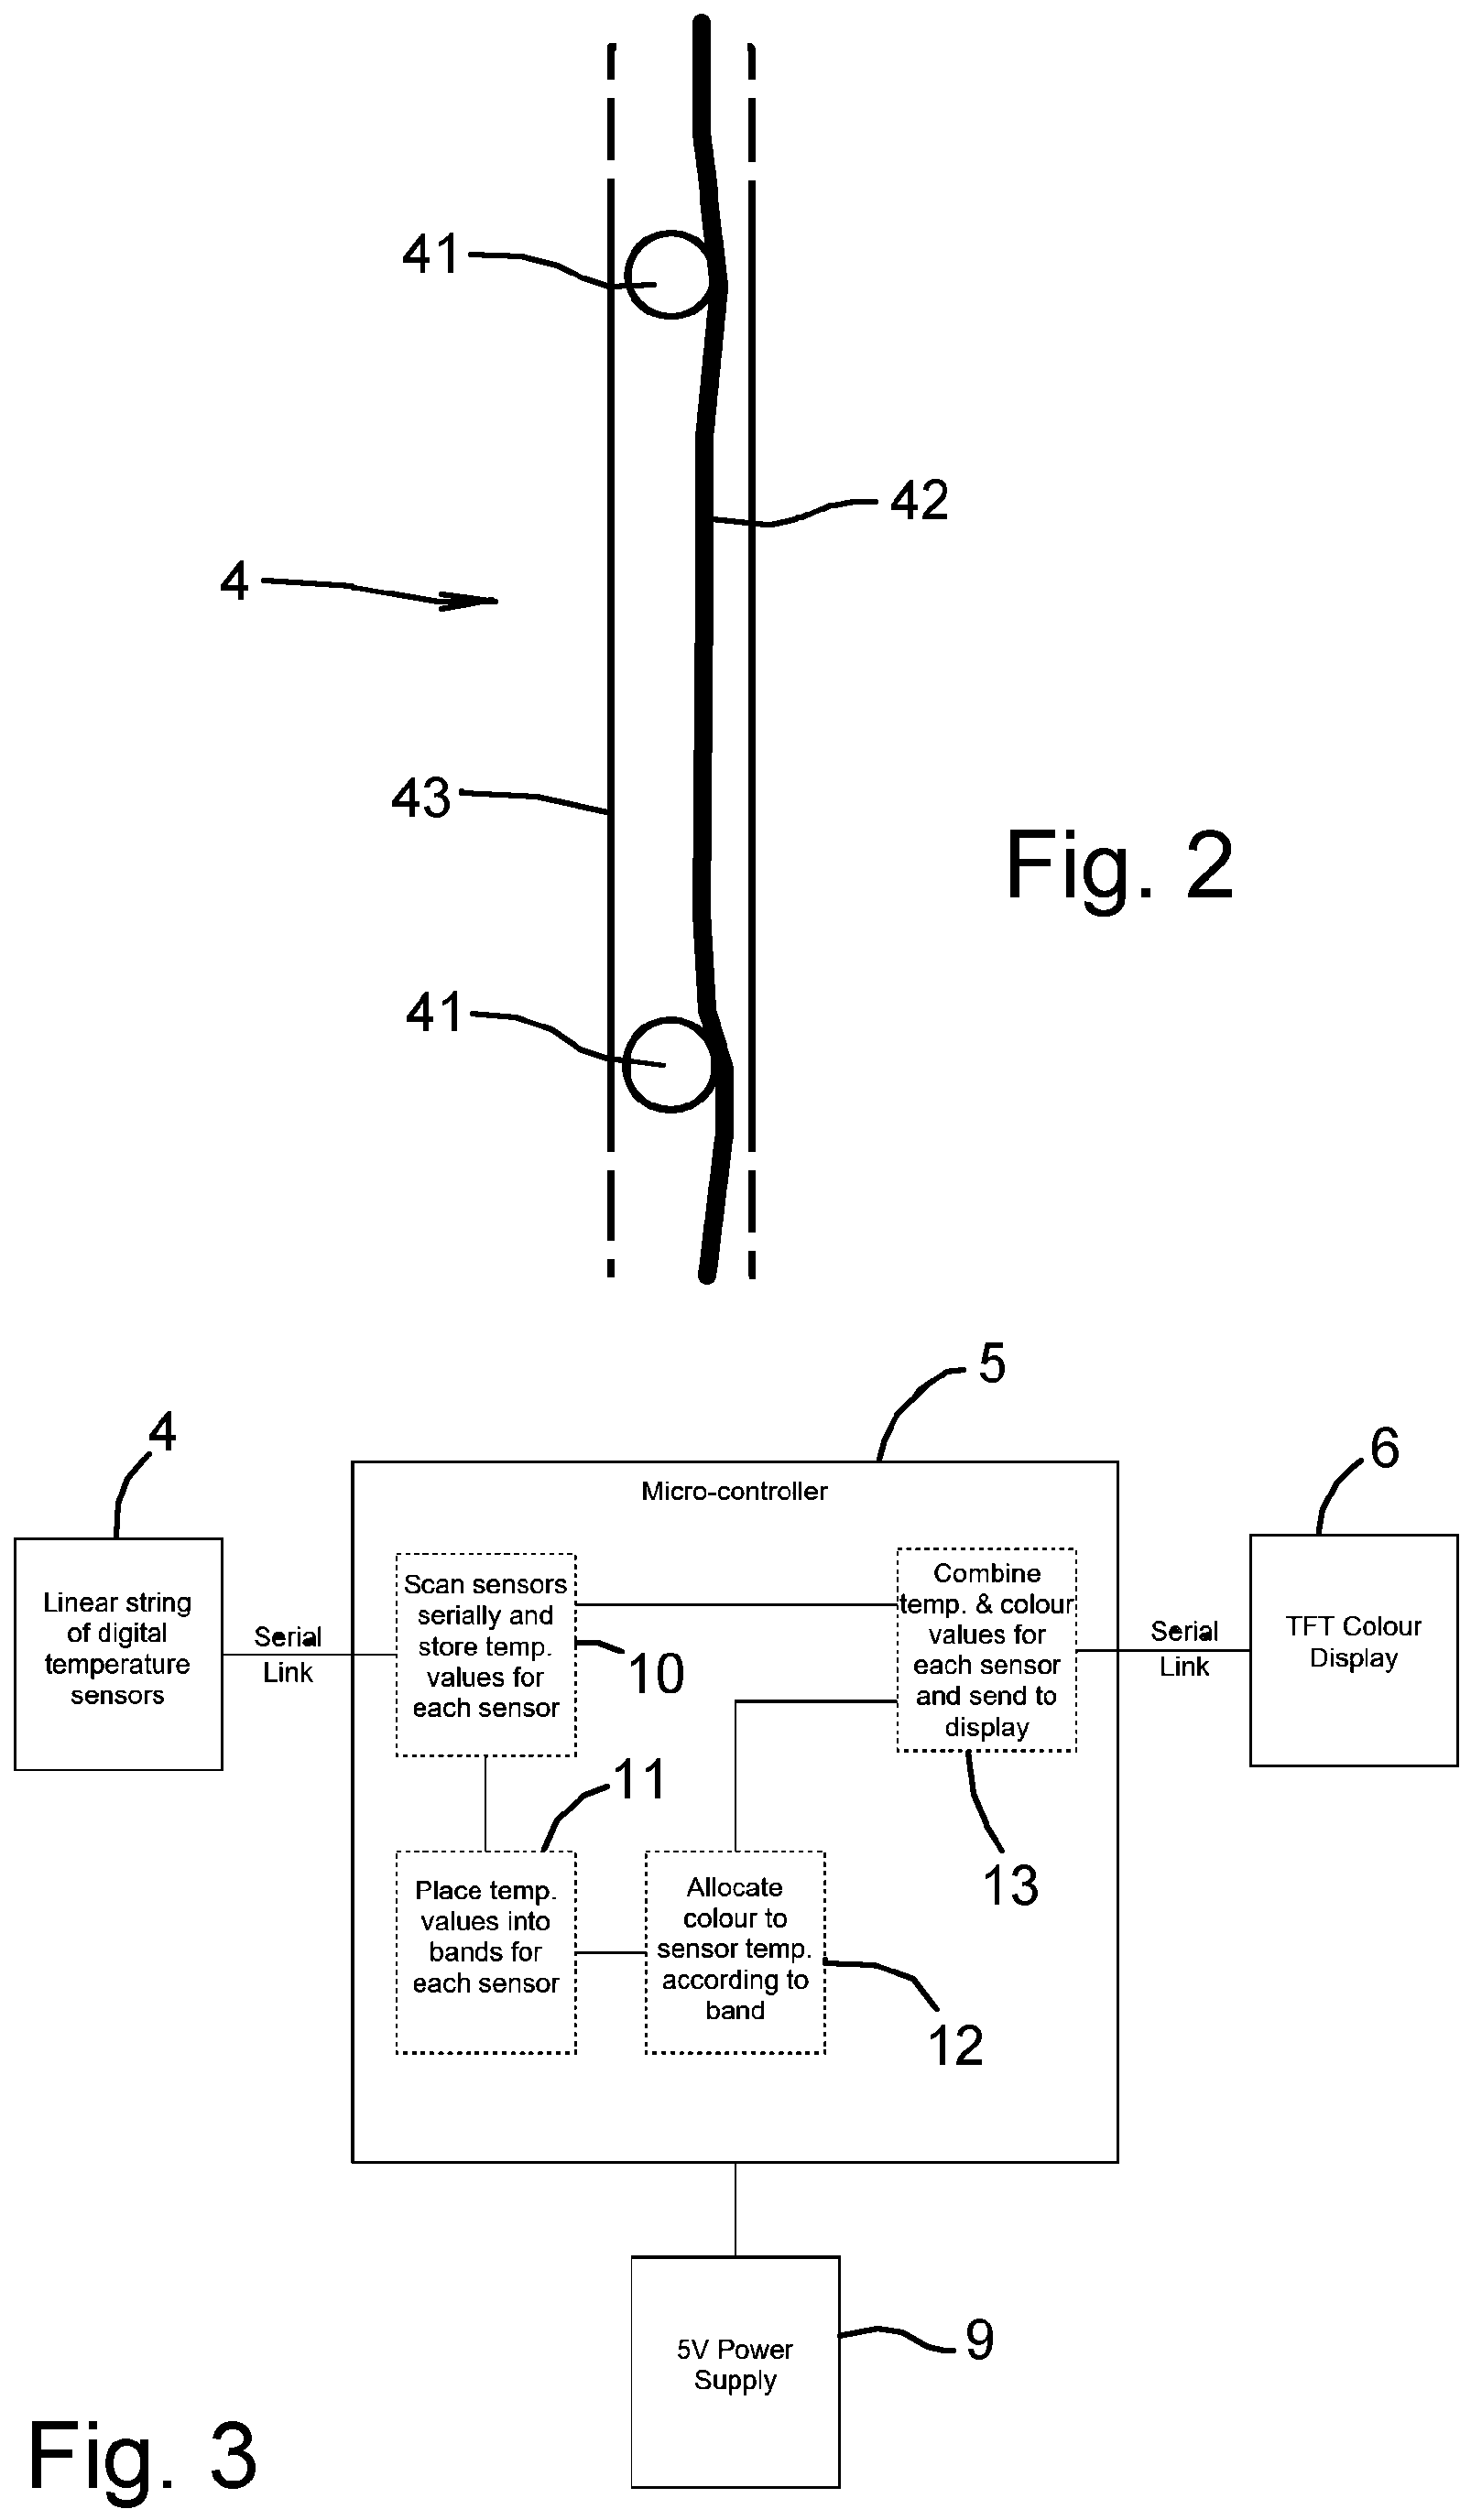 41
42
4
43
Fig. 2
41
5
4
6
Micro-controller
Linear string
of digital
temperature
sensors
Serial
Link
Scan sensors
serially and
store temp.
values for
each sensor
10
Combine
temp. & colour
values for
each sensor
and send to
display
Serial
Link
TFT Colour
Display
11
13
Place temp.
values into
bands for
each sensor
Allocate
colour to
sensor temp.
according to
band
12
5V Power
Supply
9
Fig. 3